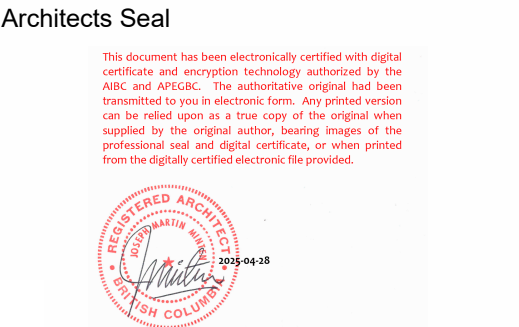 Architects Seal
This document has been electronically certified with digital
certificate and encryption technology authorized by the
AIBC and APEGBC. The authoritative original had been
transmitted to you in electronic form. Any printed version
can be relied upon as a true copy of the original when
supplied by the original author, bearing images of the
professional seal and digital certificate, or when printed
from the digitally certified electronic file provided.
REGISTERED ARCHITECT
JOSEPH MARTIN MINTEN
2025-04-28
BRITISH COLUMBIA